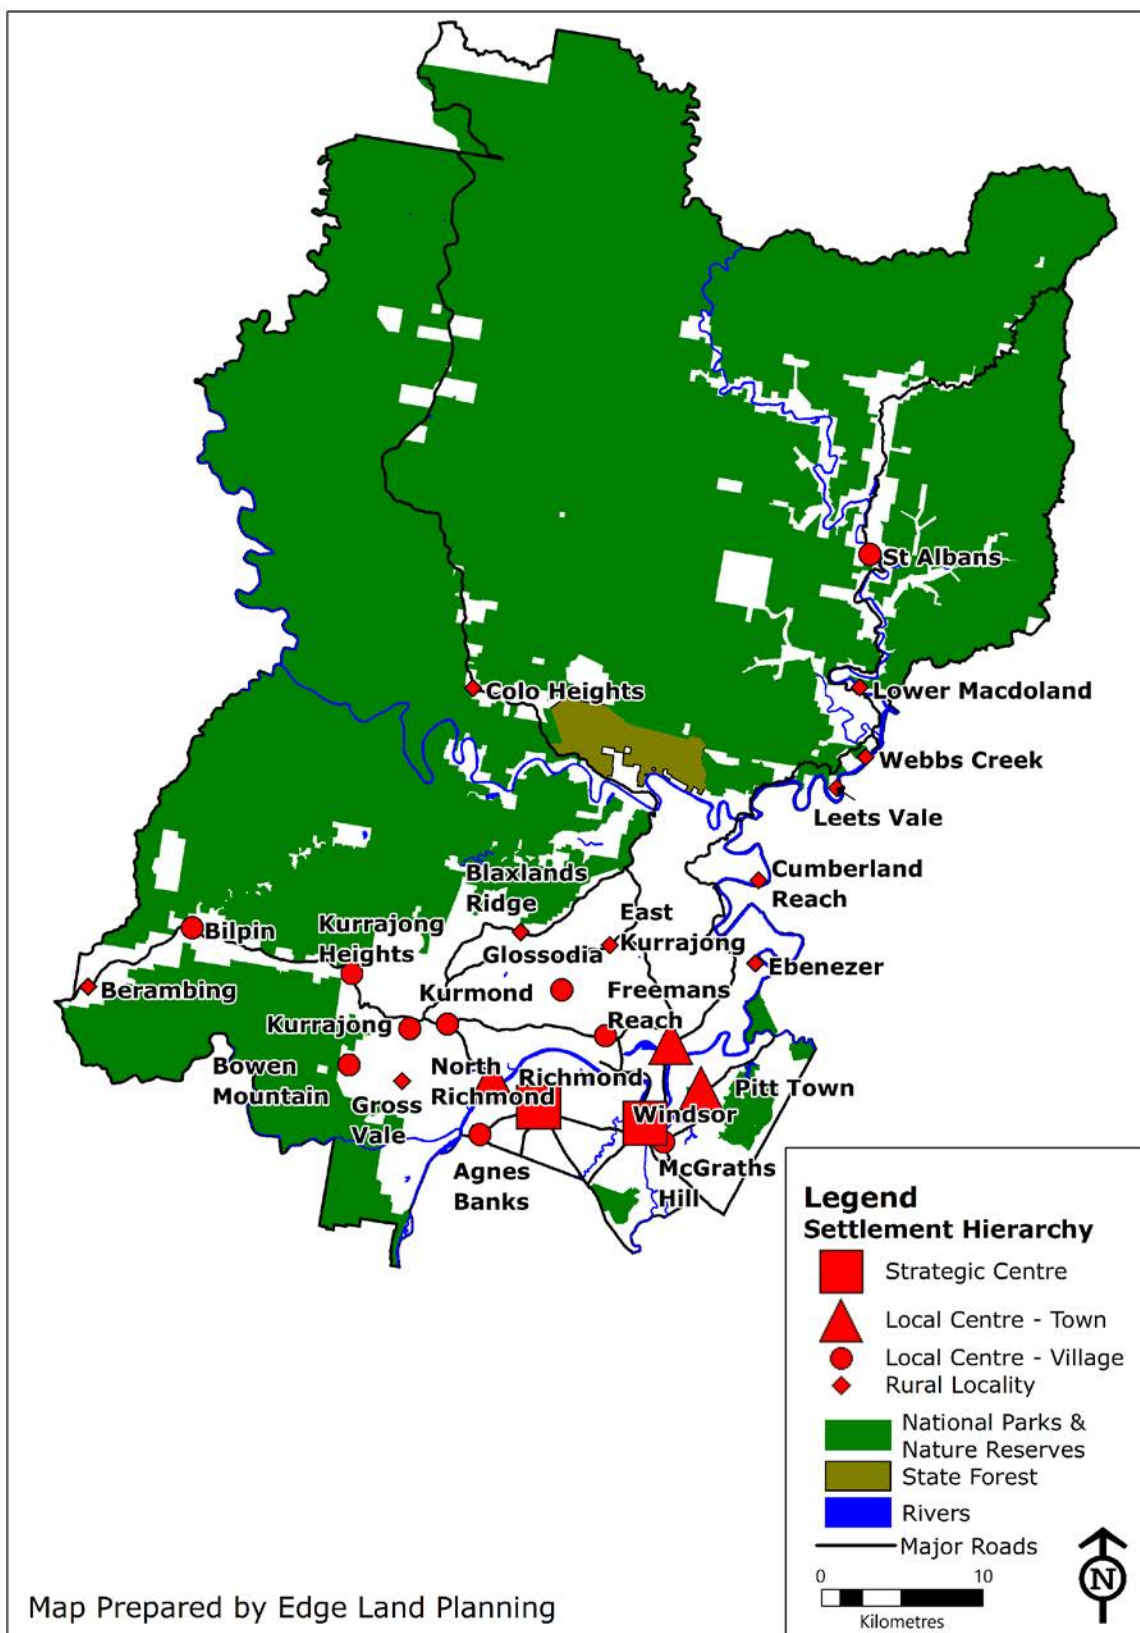 St Albans
Colo Heights
Lower Macdoland
Webbs Creek
Leets Vale
Cumberland
Reach
Blaxlands
Ridge
East
Kurrajong
Bilpin
Kurrajong
Heights
Glossodia
Ebenezer
Berambing
Kurmond
Freemans
Reach
Kurrajong
Bowen
Mountain
North
Richmond
Richmond
Pitt Town
Gross
Vale
Windsor
Agnes
Banks
McGraths
Hill
Legend
Settlement Hierarchy
Strategic Centre
Local Centre - Town
Local Centre - Village
Rural Locality
National Parks &
Nature Reserves
State Forest
Rivers
Major Roads
0 10
Kilometres
N
Map Prepared by Edge Land Planning